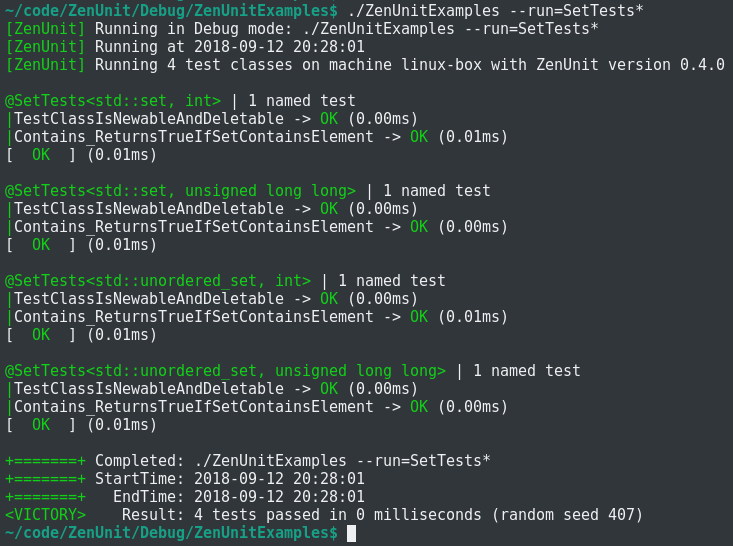 ~/code/ZenUnit/Debug/ZenUnitExamples$ ./ZenUnitExamples --run=SetTests*
[ZenUnit] Running in Debug mode: ./ZenUnitExamples --run=SetTests*
[ZenUnit] Running at 2018-09-12 20:28:01
[ZenUnit] Running 4 test classes on machine linux-box with ZenUnit version 0.4.0

@SetTests<std::set, int> | 1 named test
|TestClassIsNewableAndDeletable -> OK (0.00ms)
|Contains_ReturnsTrueIfSetContainsElement -> OK (0.01ms)
[  OK  ] (0.01ms)

@SetTests<std::set, unsigned long long> | 1 named test
|TestClassIsNewableAndDeletable -> OK (0.00ms)
|Contains_ReturnsTrueIfSetContainsElement -> OK (0.00ms)
[  OK  ] (0.01ms)

@SetTests<std::unordered_set, int> | 1 named test
|TestClassIsNewableAndDeletable -> OK (0.00ms)
|Contains_ReturnsTrueIfSetContainsElement -> OK (0.01ms)
[  OK  ] (0.01ms)

@SetTests<std::unordered_set, unsigned long long> | 1 named test
|TestClassIsNewableAndDeletable -> OK (0.00ms)
|Contains_ReturnsTrueIfSetContainsElement -> OK (0.00ms)
[  OK  ] (0.01ms)

+=======+ Completed: ./ZenUnitExamples --run=SetTests*
+=======+ StartTime: 2018-09-12 20:28:01
+=======+   EndTime: 2018-09-12 20:28:01
<VICTORY>    Result: 4 tests passed in 0 milliseconds (random seed 407)
~/code/ZenUnit/Debug/ZenUnitExamples$